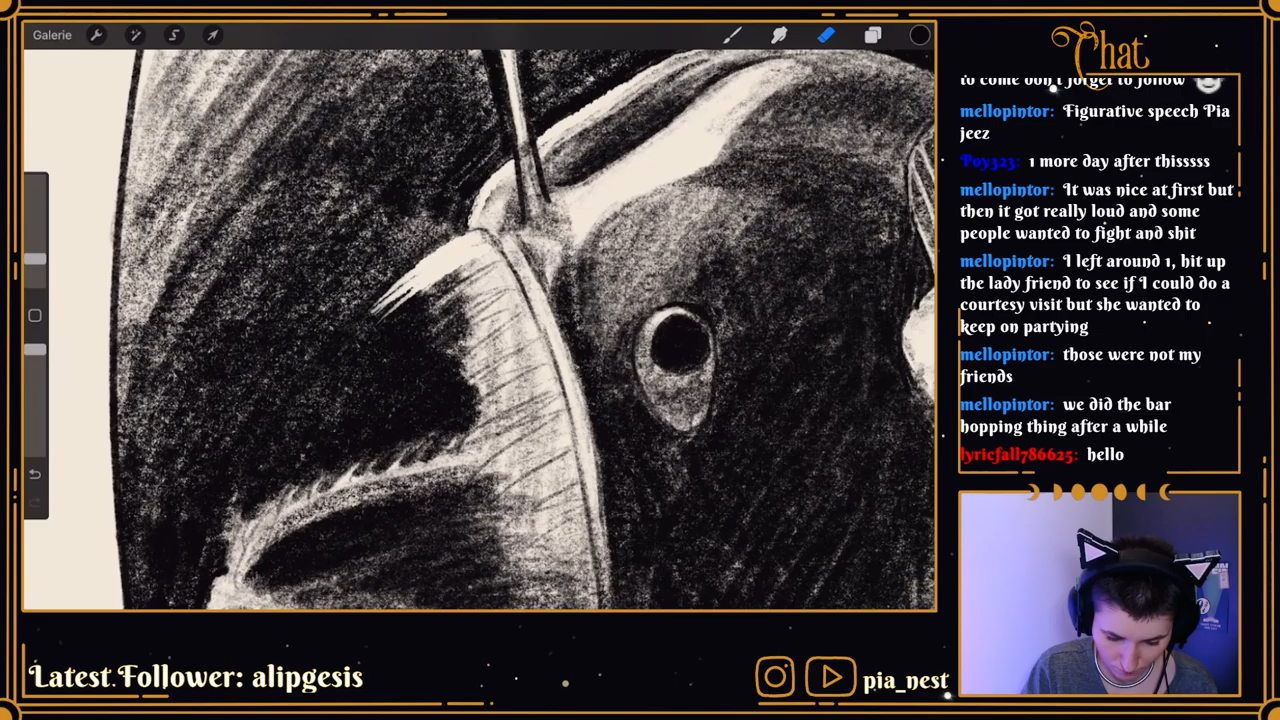 Galerie
Chat
to come don't forget to follow
mellopintor: Figurative speech Pia
jeez
Poy323: 1 more day after thisssss
mellopintor: It was nice at first but
then it got really loud and some
people wanted to fight and shit
mellopintor: I left around 1, hit up
the lady friend to see if I could do a
courtesy visit but she wanted to
keep on partying
mellopintor: those were not my
friends
mellopintor: we did the bar
hopping thing after a while
lyricfall786625: hello
Latest Follower: alipgesis
pia_nest